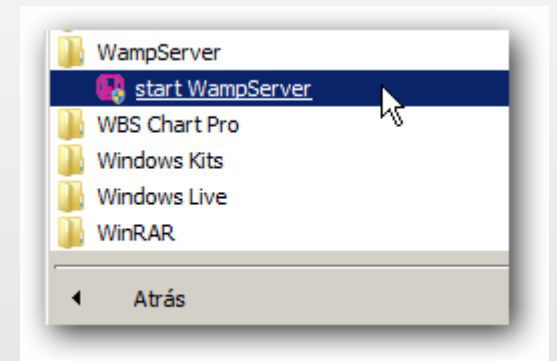 WampServer
start WampServer
WBS Chart Pro
Windows Kits
Windows Live
WinRAR
Atrás